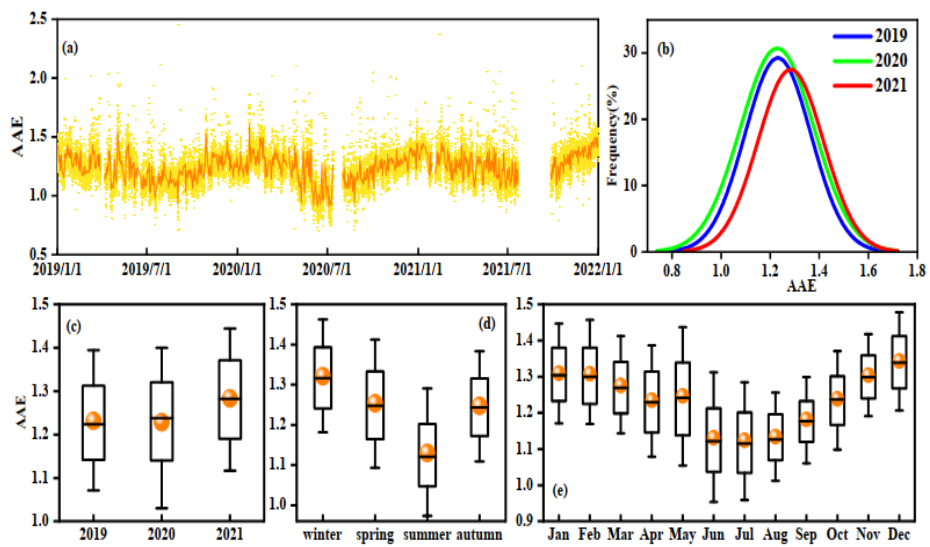 2.5
2.0
1.5
1.0
0.5
AAE
(a)
2019/1/1 2019/7/1 2020/1/1 2020/7/1 2021/1/1 2021/7/1 2022/1/1
30
20
10
0
Frequency(%)
(b)
2019
2020
2021
0.8 1.0 1.2 1.4 1.6 1.8
AAE
1.5
1.4
1.3
1.2
1.1
1.0
AAE
(c)
2019 2020 2021
1.5
1.4
1.3
1.2
1.1
1.0
(d)
winter spring summer autumn
1.5
1.4
1.3
1.2
1.1
1.0
0.9
(e)
Jan Feb Mar Apr May Jun Jul Aug Sep Oct Nov Dec